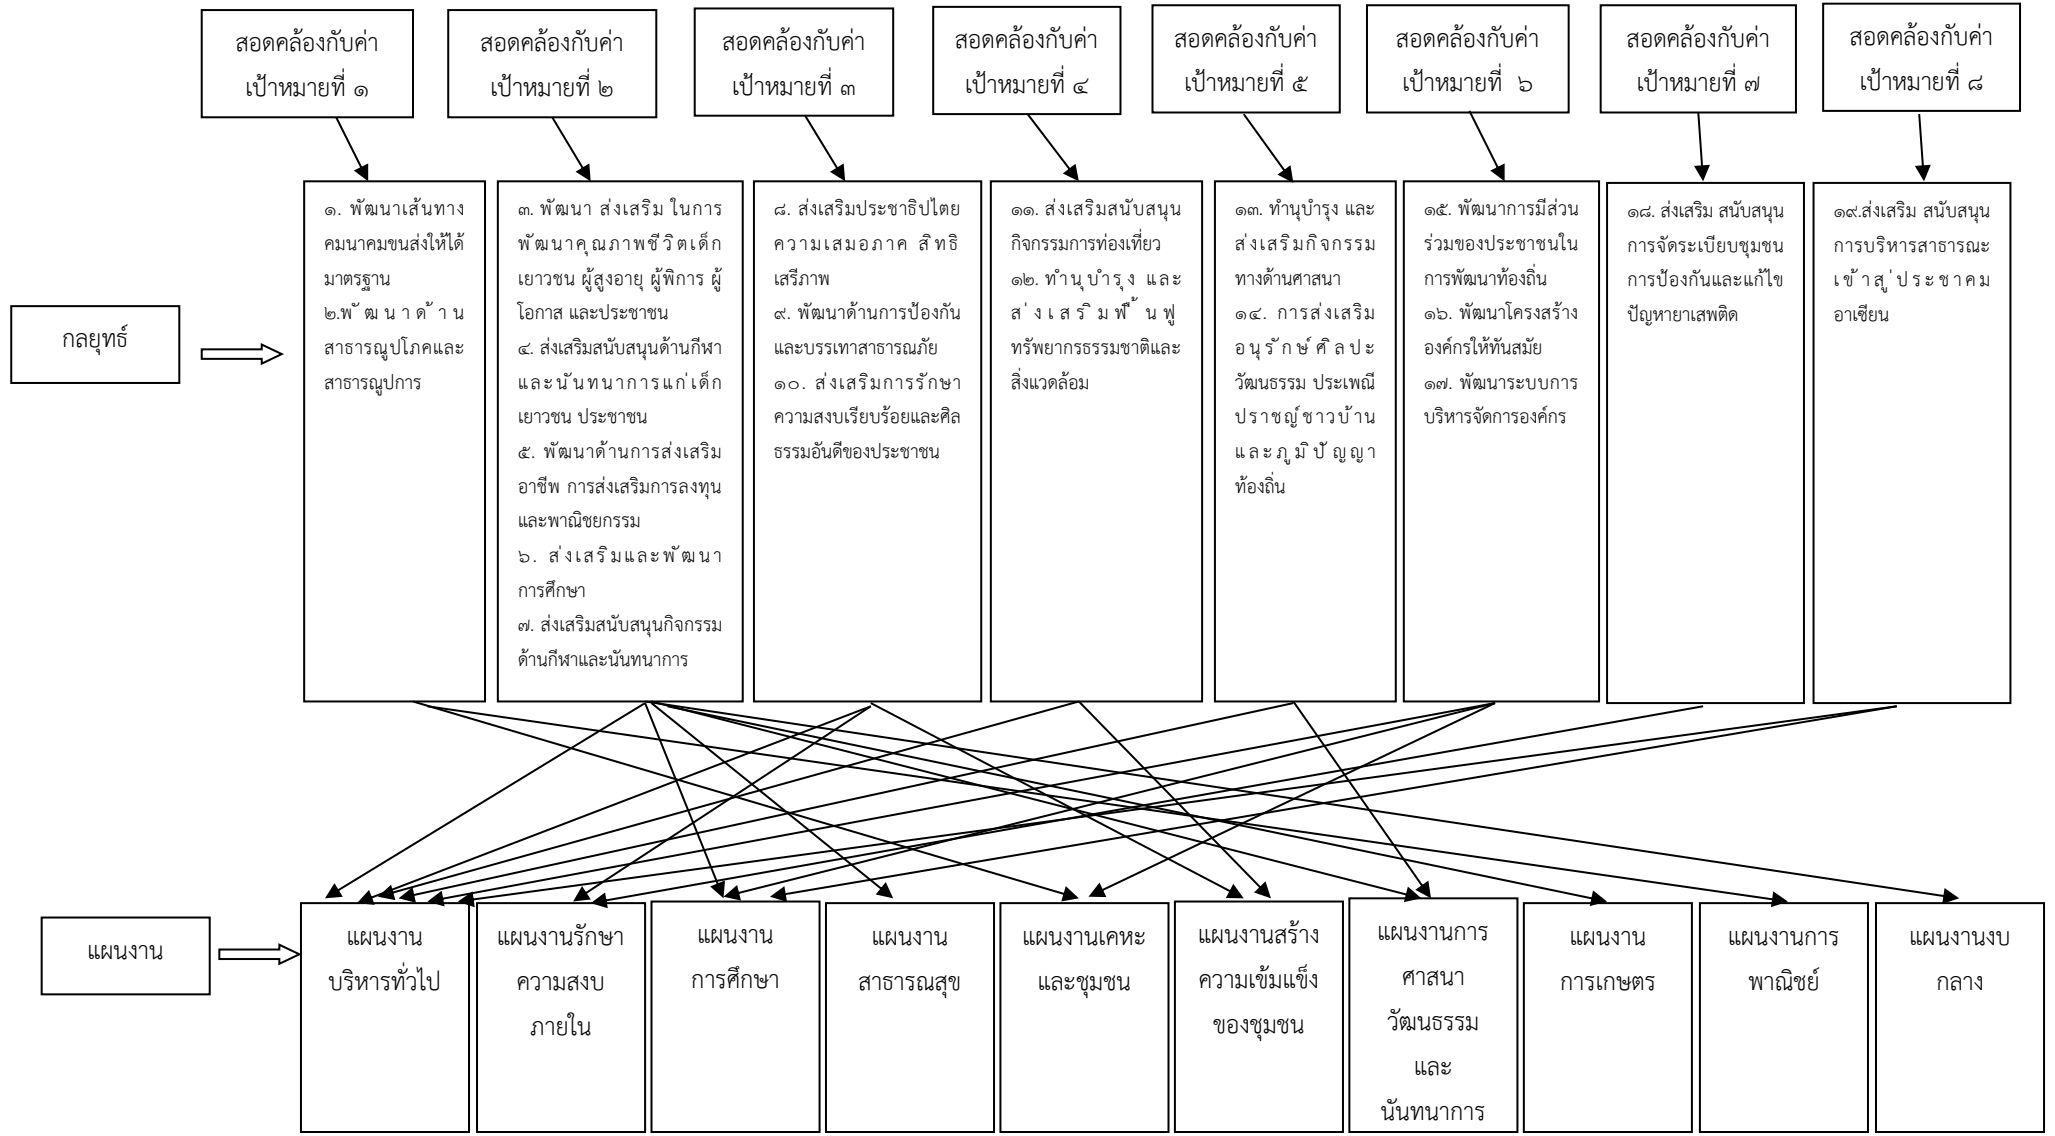 สอดคล้องกับค่า
เป้าหมายที่ ๑
สอดคล้องกับค่า
เป้าหมายที่ ๒
สอดคล้องกับค่า
เป้าหมายที่ ๓
สอดคล้องกับค่า
เป้าหมายที่ ๔
สอดคล้องกับค่า
เป้าหมายที่ ๕
สอดคล้องกับค่า
เป้าหมายที่ ๖
สอดคล้องกับค่า
เป้าหมายที่ ๗
สอดคล้องกับค่า
เป้าหมายที่ ๘
กลยุทธ์
๑. พัฒนาเส้นทาง
คมนาคมขนส่งให้ได้
มาตรฐาน
๒.พัฒนาด้าน
สาธารณูปโภคและ
สาธารณูปการ
๓. พัฒนา ส่งเสริม ในการ
พัฒนาคุณภาพชีวิตเด็ก
เยาวชน ผู้สูงอายุ ผู้พิการ ผู้
โอกาส และประชาชน
๔. ส่งเสริมสนับสนุนด้านกีฬา
และนันทนาการแก่เด็ก
เยาวชน ประชาชน
๕. พัฒนาด้านการส่งเสริม
อาชีพ การส่งเสริมการลงทุน
และพาณิชยกรรม
๖. ส่งเสริมและพัฒนา
การศึกษา
๗. ส่งเสริมสนับสนุนกิจกรรม
ด้านกีฬาและนันทนาการ
๘. ส่งเสริมประชาธิปไตย
ความเสมอภาค สิทธิ
เสรีภาพ
๙. พัฒนาด้านการป้องกัน
และบรรเทาสาธารณภัย
๑๐. ส่งเสริมการรักษา
ความสงบเรียบร้อยและศิล
ธรรมอันดีของประชาชน
๑๑. ส่งเสริมสนับสนุน
กิจกรรมการท่องเที่ยว
๑๒. ทำนุบำรุง และ
ส่งเสริมฟื้นฟู
ทรัพยากรธรรมชาติและ
สิ่งแวดล้อม
๑๓. ทำนุบำรุง และ
ส่งเสริมกิจกรรม
ทางด้านศาสนา
๑๔. การส่งเสริม
อนุรักษ์ศิลปะ
วัฒนธรรม ประเพณี
ปราชญ์ชาวบ้าน
และภูมิปัญญา
ท้องถิ่น
๑๕. พัฒนาการมีส่วน
ร่วมของประชาชนใน
การพัฒนาท้องถิ่น
๑๖. พัฒนาโครงสร้าง
องค์กรให้ทันสมัย
๑๗. พัฒนาระบบการ
บริหารจัดการองค์กร
๑๘. ส่งเสริม สนับสนุน
การจัดระเบียบชุมชน
การป้องกันและแก้ไข
ปัญหายาเสพติด
๑๙.ส่งเสริม สนับสนุน
การบริหารสาธารณะ
เข้าสู่ประชาคม
อาเซียน
แผนงาน
แผนงาน
บริหารทั่วไป
แผนงานรักษา
ความสงบ
ภายใน
แผนงาน
การศึกษา
แผนงาน
สาธารณสุข
แผนงานเคหะ
และชุมชน
แผนงานสร้าง
ความเข้มแข็ง
ของชุมชน
แผนงานการ
ศาสนา
วัฒนธรรม
และ
นันทนาการ
แผนงาน
การเกษตร
แผนงานการ
พาณิชย์
แผนงานงบ
กลาง